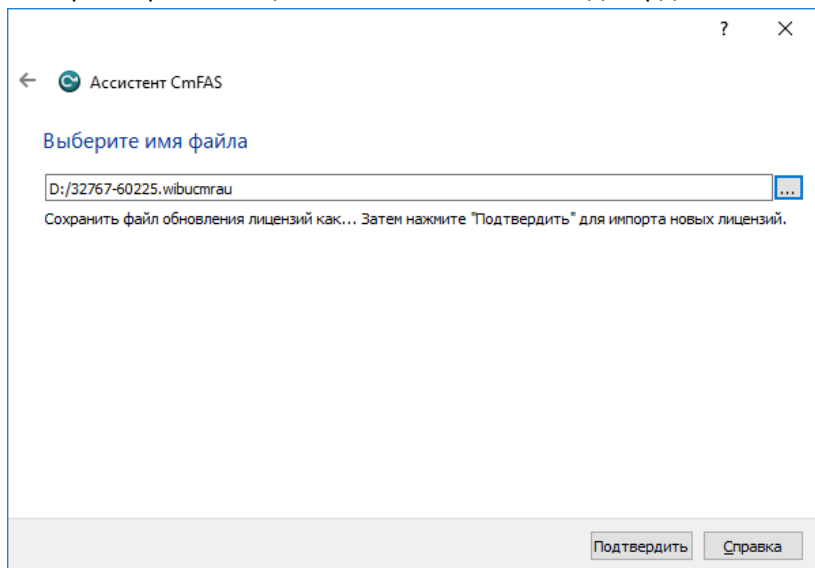 ?
Ассистент CmFAS
Выберите имя файла
D:/32767-60225.wibucmrau
...
Сохранить файл обновления лицензий как... Затем нажмите "Подтвердить" для импорта новых лицензий.
Подтвердить
Справка